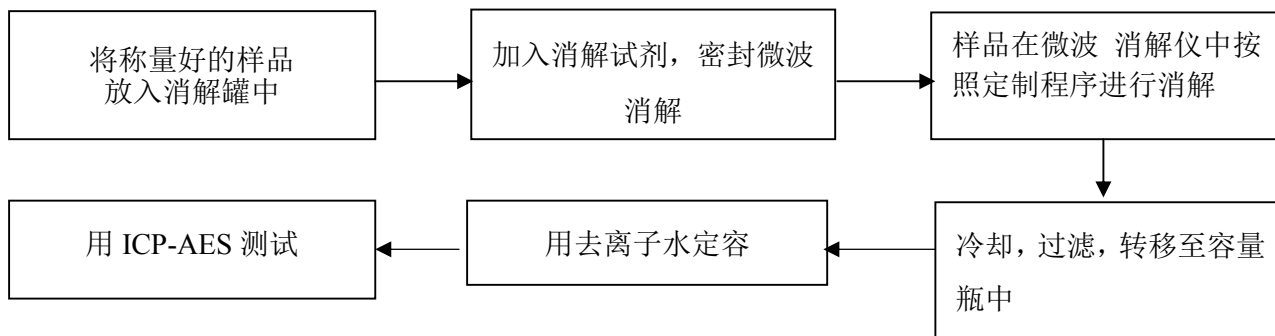 将称量好的样品
放入消解罐中
加入消解试剂，密封微波
消解
样品在微波 消解仪中按
照定制程序进行消解
冷却，过滤，转移至容量
瓶中
用去离子水定容
用 ICP-AES 测试